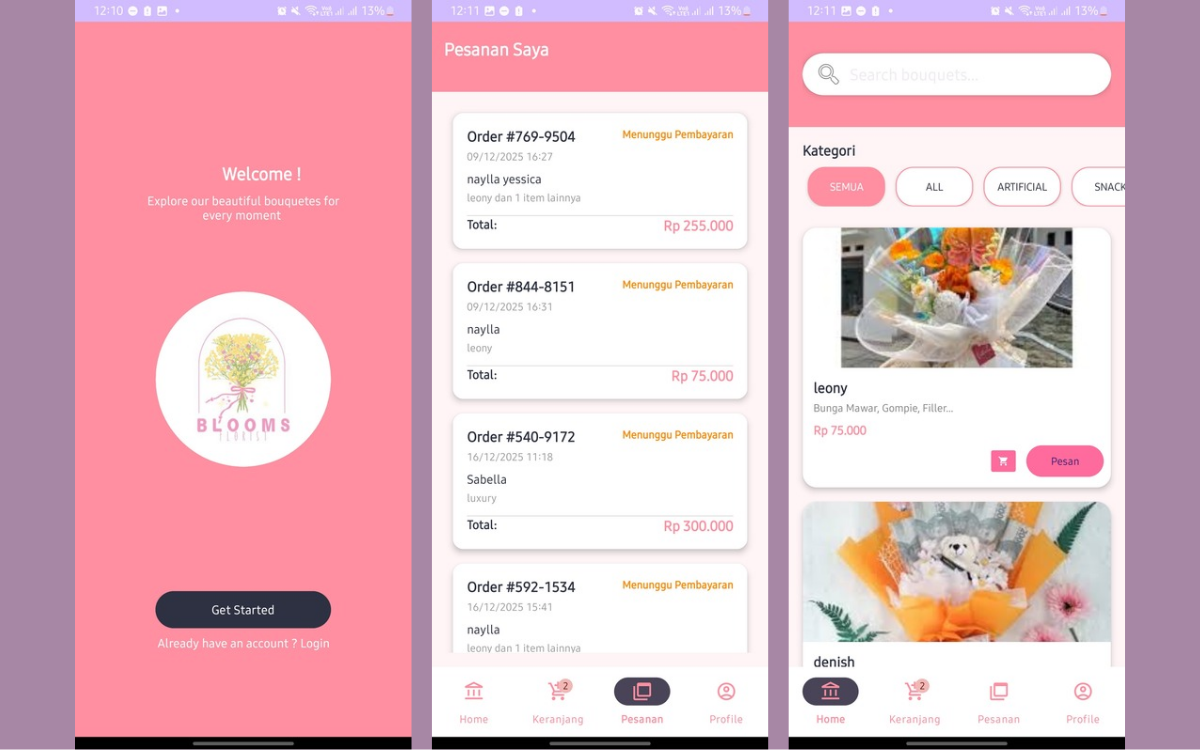 12:10
13%
Welcome !
Explore our beautiful bouquetes for
every moment
BLOOMS
FLORIST
Get Started
Already have an account ? Login
12:11
13%
Pesanan Saya
Order #769-9504
Menunggu Pembayaran
09/12/2025 16:27
naylla yessica
leony dan 1 item lainnya
Total:
Rp 255.000
Order #844-8151
Menunggu Pembayaran
09/12/2025 16:31
naylla
leony
Total:
Rp 75.000
Order #540-9172
Menunggu Pembayaran
16/12/2025 11:18
Sabella
luxury
Total:
Rp 300.000
Order #592-1534
Menunggu Pembayaran
16/12/2025 15:41
naylla
leony dan 1 item lainnya
2
Home
Keranjang
Pesanan
Profile
12:11
13%
Search bouquets...
Kategori
SEMUA
ALL
ARTIFICIAL
SNACK
leony
Bunga Mawar, Gompie, Filler...
Rp 75.000
Pesan
denish
2
Home
Keranjang
Pesanan
Profile